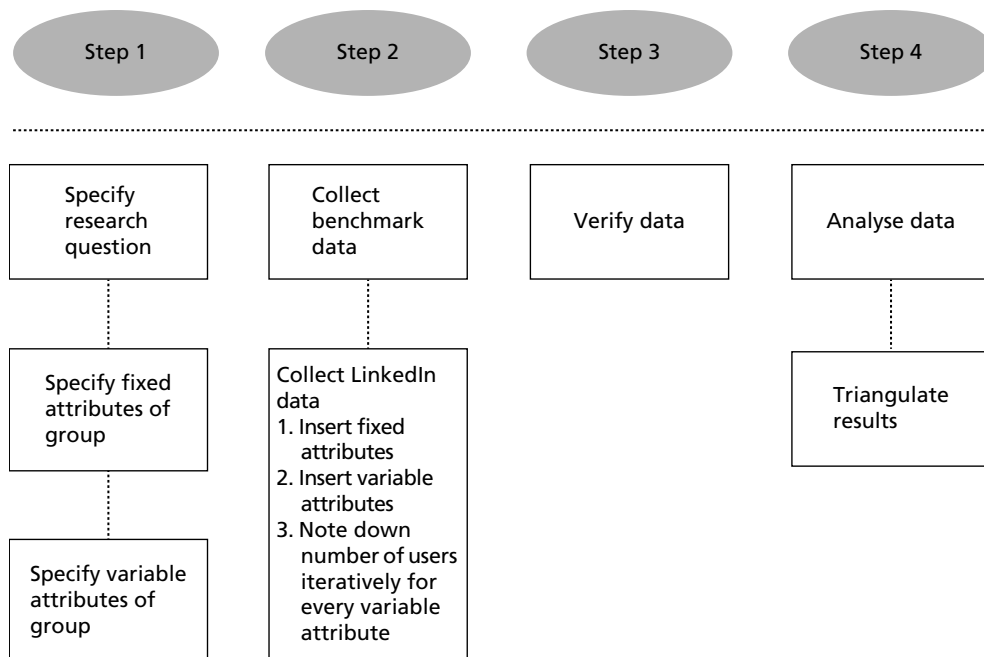 Step 1
Step 2
Step 3
Step 4
Specify
research
question
Specify fixed
attributes of
group
Specify variable
attributes of
group
Collect
benchmark
data
Collect LinkedIn
data
1. Insert fixed
attributes
2. Insert variable
attributes
3. Note down
number of users
iteratively for
every variable
attribute
Verify data
Analyse data
Triangulate
results